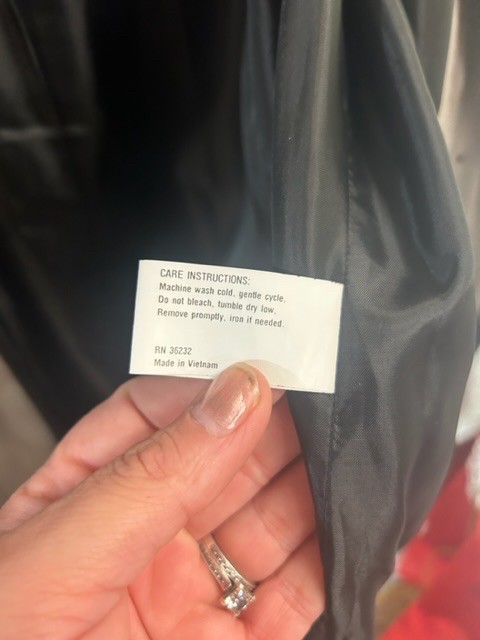 CARE INSTRUCTIONS:
Machine wash cold, gentle cycle.
Do not bleach, tumble dry low,
Remove promptly, iron if needed.
RN 36232
Made in Vietnam